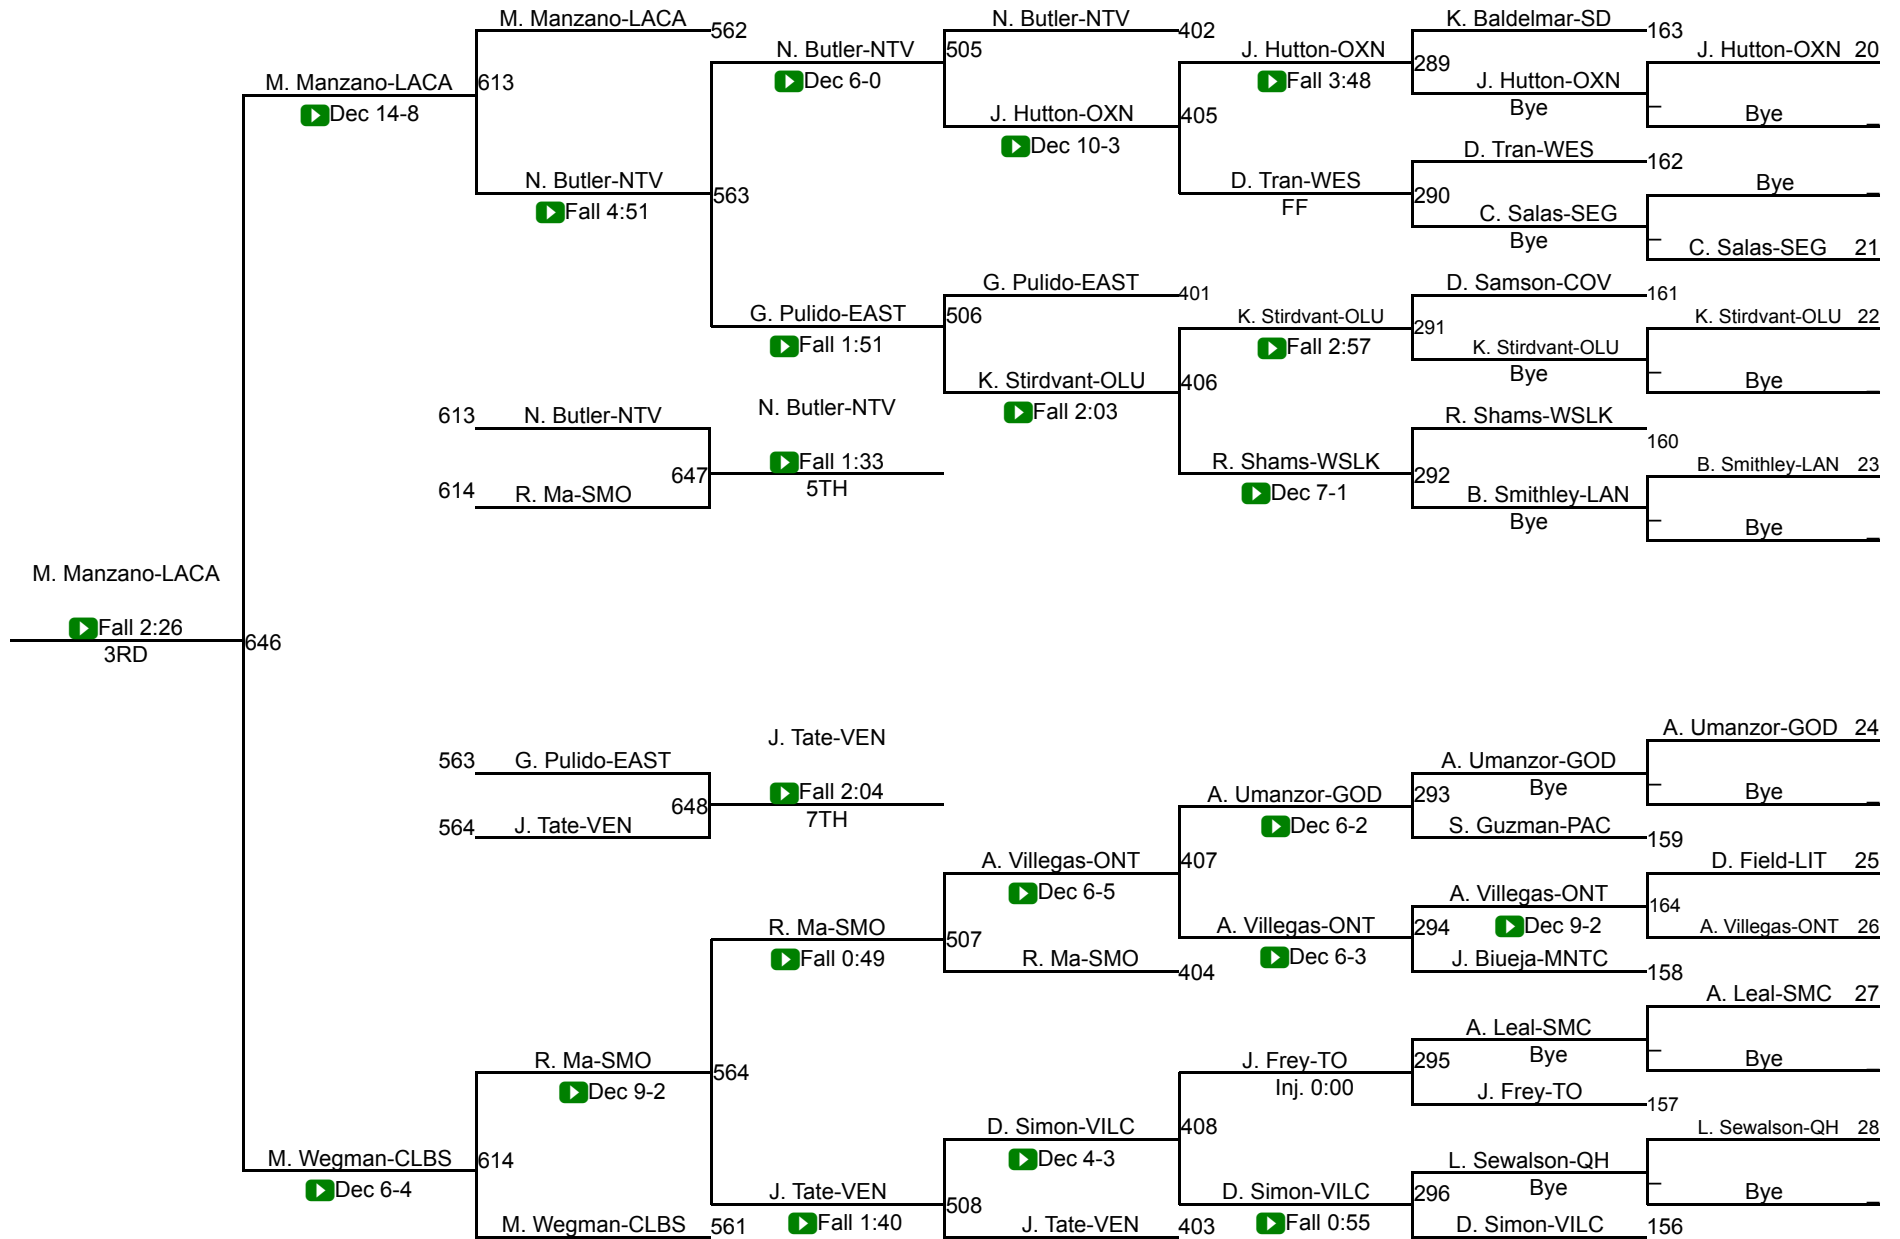 M. Manzano-LACA
562
N. Butler-NTV
402
K. Baldelmar-SD
163
N. Butler-NTV
505
J. Hutton-OXN
J. Hutton-OXN 20
Dec 6-0
Fall 3:48
289
M. Manzano-LACA
613
J. Hutton-OXN
Bye
Dec 14-8
J. Hutton-OXN
405
Bye
Dec 10-3
D. Tran-WES
162
N. Butler-NTV
563
D. Tran-WES
290
Bye
Fall 4:51
FF
C. Salas-SEG
Bye
C. Salas-SEG 21
G. Pulido-EAST
401
D. Samson-COV
161
G. Pulido-EAST
506
K. Stirdvant-OLU
291
K. Stirdvant-OLU 22
Fall 1:51
Fall 2:57
K. Stirdvant-OLU
Bye
K. Stirdvant-OLU
406
Bye
Fall 2:03
613
N. Butler-NTV
N. Butler-NTV
R. Shams-WSLK
160
Fall 1:33
R. Shams-WSLK
B. Smithley-LAN 23
647
5TH
292
614
R. Ma-SMO
Dec 7-1
B. Smithley-LAN
Bye
Bye
M. Manzano-LACA
Fall 2:26
646
3RD
A. Umanzor-GOD 24
J. Tate-VEN
563
G. Pulido-EAST
A. Umanzor-GOD
Bye
Fall 2:04
A. Umanzor-GOD
293
Bye
648
7TH
564
J. Tate-VEN
Dec 6-2
S. Guzman-PAC
159
A. Villegas-ONT
407
D. Field-LIT 25
Dec 6-5
A. Villegas-ONT
164
R. Ma-SMO
507
A. Villegas-ONT
294
Dec 9-2
A. Villegas-ONT 26
Fall 0:49
R. Ma-SMO
404
Dec 6-3
J. Biueja-MNTC
158
A. Leal-SMC 27
A. Leal-SMC
R. Ma-SMO
564
J. Frey-TO
295
Bye
Bye
Dec 9-2
Inj. 0:00
J. Frey-TO
157
D. Simon-VILC
408
L. Sewalson-QH 28
M. Wegman-CLBS
614
Dec 4-3
L. Sewalson-QH
Dec 6-4
J. Tate-VEN
508
D. Simon-VILC
296
Bye
Bye
M. Wegman-CLBS
561
Fall 1:40
J. Tate-VEN
403
Fall 0:55
D. Simon-VILC
156